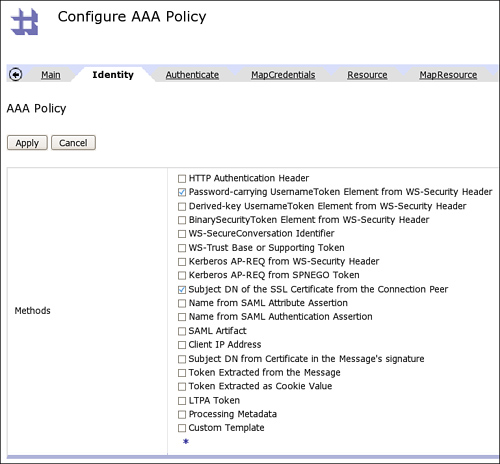 Configure AAA Policy
Main Identity Authenticate MapCredentials Resource MapResource
AAA Policy
Apply Cancel
Methods
HTTP Authentication Header
Password-carrying UsernameToken Element from WS-Security Header
Derived-key UsernameToken Element from WS-Security Header
BinarySecurityToken Element from WS-Security Header
WS-SecureConversation Identifier
WS-Trust Base or Supporting Token
Kerberos AP-REQ from WS-Security Header
Kerberos AP-REQ from SPNEGO Token
Subject DN of the SSL Certificate from the Connection Peer
Name from SAML Attribute Assertion
Name from SAML Authentication Assertion
SAML Artifact
Client IP Address
Subject DN from Certificate in the Message's signature
Token Extracted from the Message
Token Extracted as Cookie Value
LTPA Token
Processing Metadata
Custom Template
*